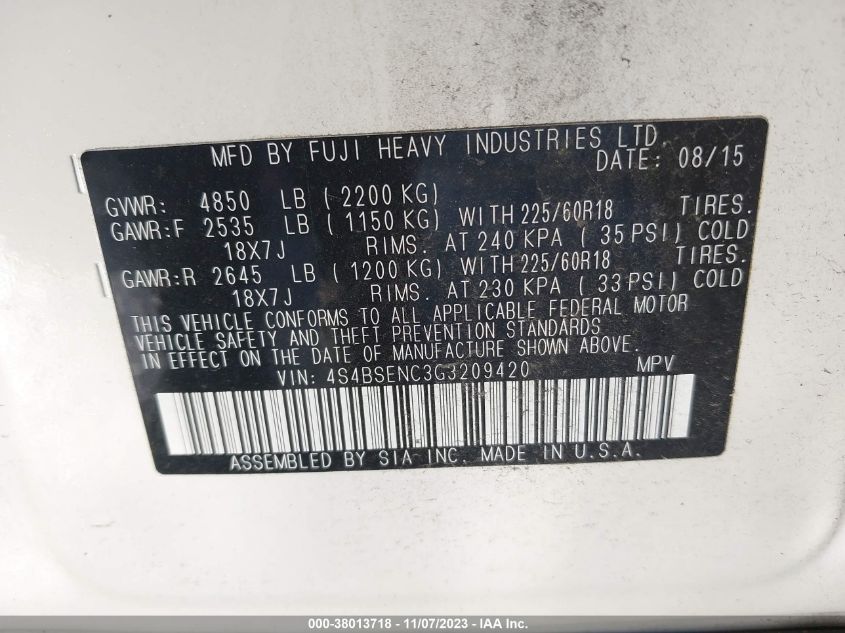 MFD BY FUJI HEAVY INDUSTRIES LTD.
DATE: 08/15
GVWR: 4850 LB (2200 KG)
GAWR:F 2535 LB (1150 KG) WITH 225/60R18 TIRES.
18X7J RIMS. AT 240 KPA (35 PSI) COLD
GAWR:R 2645 LB (1200 KG) WITH 225/60R18 TIRES.
18X7J RIMS. AT 230 KPA (33 PSI) COLD
THIS VEHICLE CONFORMS TO ALL APPLICABLE FEDERAL MOTOR
VEHICLE SAFETY AND THEFT PREVENTION STANDARDS
IN EFFECT ON THE DATE OF MANUFACTURE SHOWN ABOVE.
VIN: 4S4BSENC3G3209420 MPV
ASSEMBLED BY SIA INC. MADE IN U.S.A.
000-38013718 - 11/07/2023 - IAA Inc.